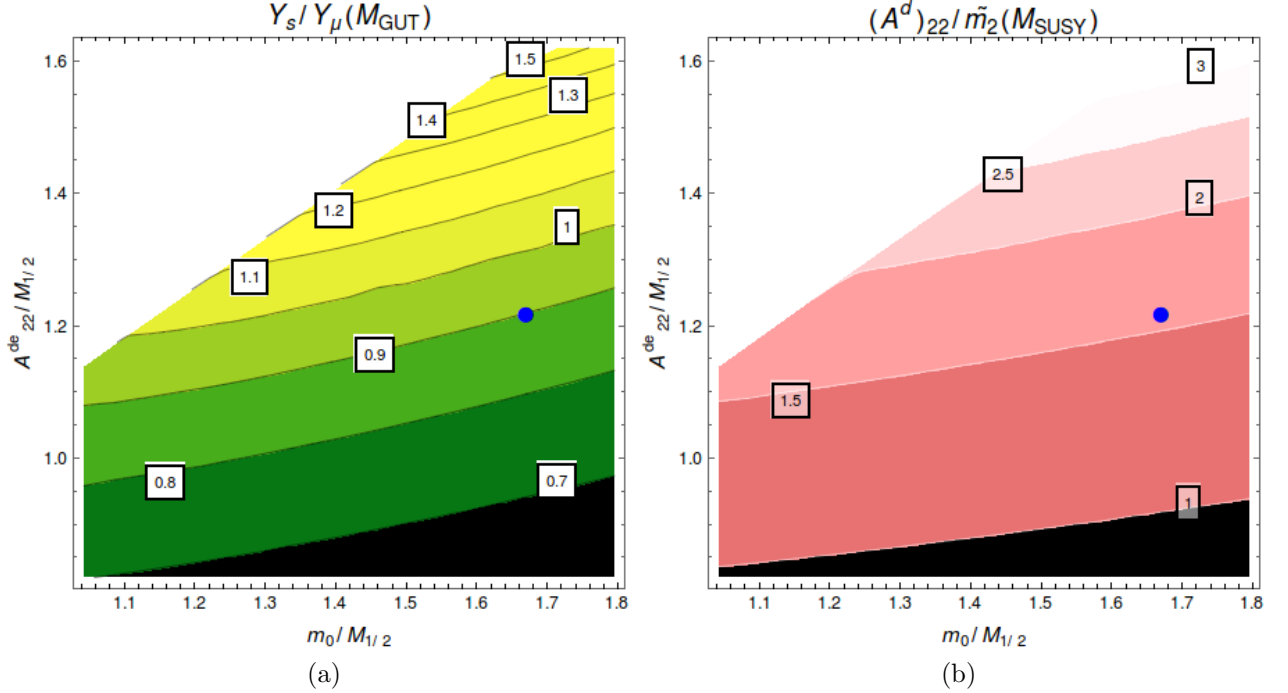 Y_s / Y_μ (M_GUT)
1.6
1.4
1.2
1.0
A^de_22 / M_1/2
1.5
1.3
1.4
1.2
1
1.1
0.9
0.8
0.7
1.1 1.2 1.3 1.4 1.5 1.6 1.7 1.8
m_0 / M_1/2
(a)
(A^d)_22 / m̃_2 (M_SUSY)
1.6
1.4
1.2
1.0
A^de_22 / M_1/2
3
2.5
2
1.5
1
1.1 1.2 1.3 1.4 1.5 1.6 1.7 1.8
m_0 / M_1/2
(b)